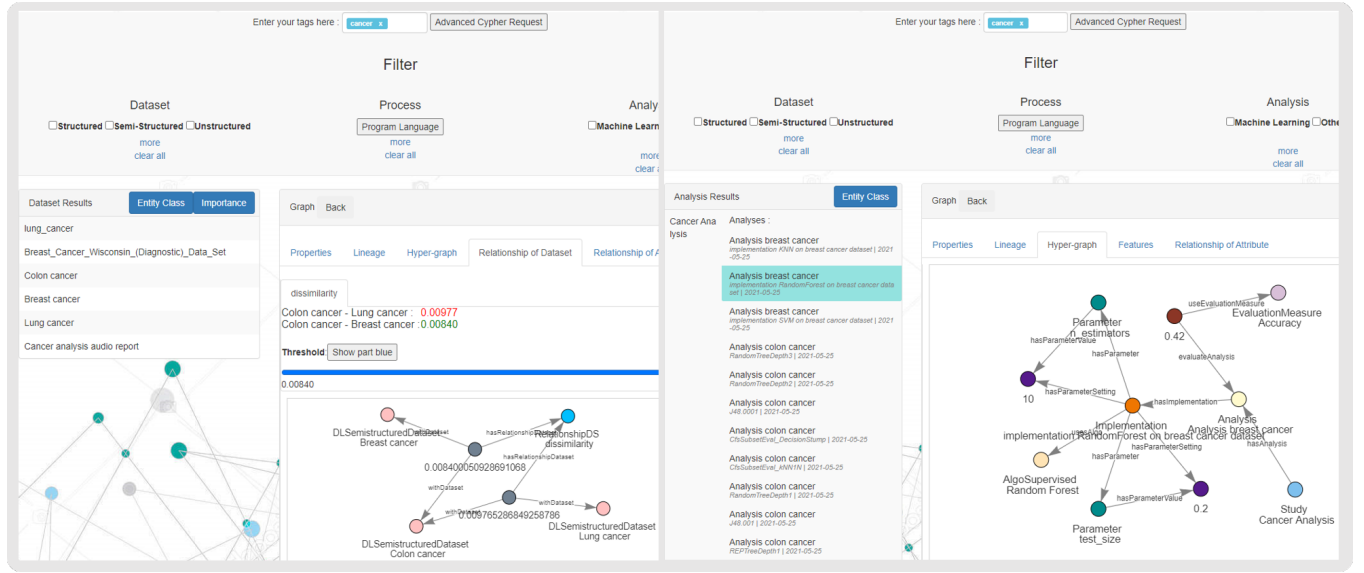 Enter your tags here : cancer x Advanced Cypher Request
Filter
Dataset Process Analy
Structured Semi-Structured Unstructured Program Language Machine Learn
more more more
clear all clear all clear a
Dataset Results Entity Class Importance
lung_cancer
Breast_Cancer_Wisconsin_(Diagnostic)_Data_Set
Colon cancer
Breast cancer
Lung cancer
Cancer analysis audio report
Graph Back
Properties Lineage Hyper-graph Relationship of Dataset Relationship of A
dissimilarity
Colon cancer - Lung cancer : 0.00977
Colon cancer - Breast cancer : 0.00840
Threshold: Show part blue
0.00840
DLSemistructuredDataset
Breast cancer
withDataset
hasRelationshipDataset
RelationshipDS
dissimilarity
0.008400050928691068
hasRelationshipDataset
withDataset
withDataset
withDataset
0.009765286849258786
DLSemistructuredDataset
Lung cancer
DLSemistructuredDataset
Colon cancer
Enter your tags here : cancer x Advanced Cypher Request
Filter
Dataset Process Analysis
Structured Semi-Structured Unstructured Program Language Machine Learning Othe
more more more
clear all clear all clear all
Analysis Results Entity Class
Cancer Ana
lysis
Analyses :
Analysis breast cancer
implementation KNN on breast cancer dataset | 2021
-05-25
Analysis breast cancer
implementation RandomForest on breast cancer data
set | 2021-05-25
Analysis breast cancer
implementation SVM on breast cancer dataset | 2021
-05-25
Analysis colon cancer
RandomTreeDepth3 | 2021-05-25
Analysis colon cancer
RandomTreeDepth2 | 2021-05-25
Analysis colon cancer
J48.0001 | 2021-05-25
Analysis colon cancer
CfsSubsetEval_DecisionStump | 2021-05-25
Analysis colon cancer
CfsSubsetEval_kNN1N | 2021-05-25
Analysis colon cancer
RandomTreeDepth1 | 2021-05-25
Analysis colon cancer
J48.001 | 2021-05-25
Analysis colon cancer
REPTreeDepth1 | 2021-05-25
Graph Back
Properties Lineage Hyper-graph Features Relationship of Attribute
useEvaluationMeasure
EvaluationMeasure
Accuracy
Parameter
n_estimators
0.42
hasParameterValue
hasParameter
evaluateAnalysis
10
hasParameterSetting
hasImplementation
Analysis
Analysis breast cancer
Implementation
implementation RandomForest on breast cancer dataset
usesAlgo
hasParameterSetting
hasAnalysis
hasParameter
AlgoSupervised
Random Forest
hasParameterValue
0.2
Study
Cancer Analysis
Parameter
test_size